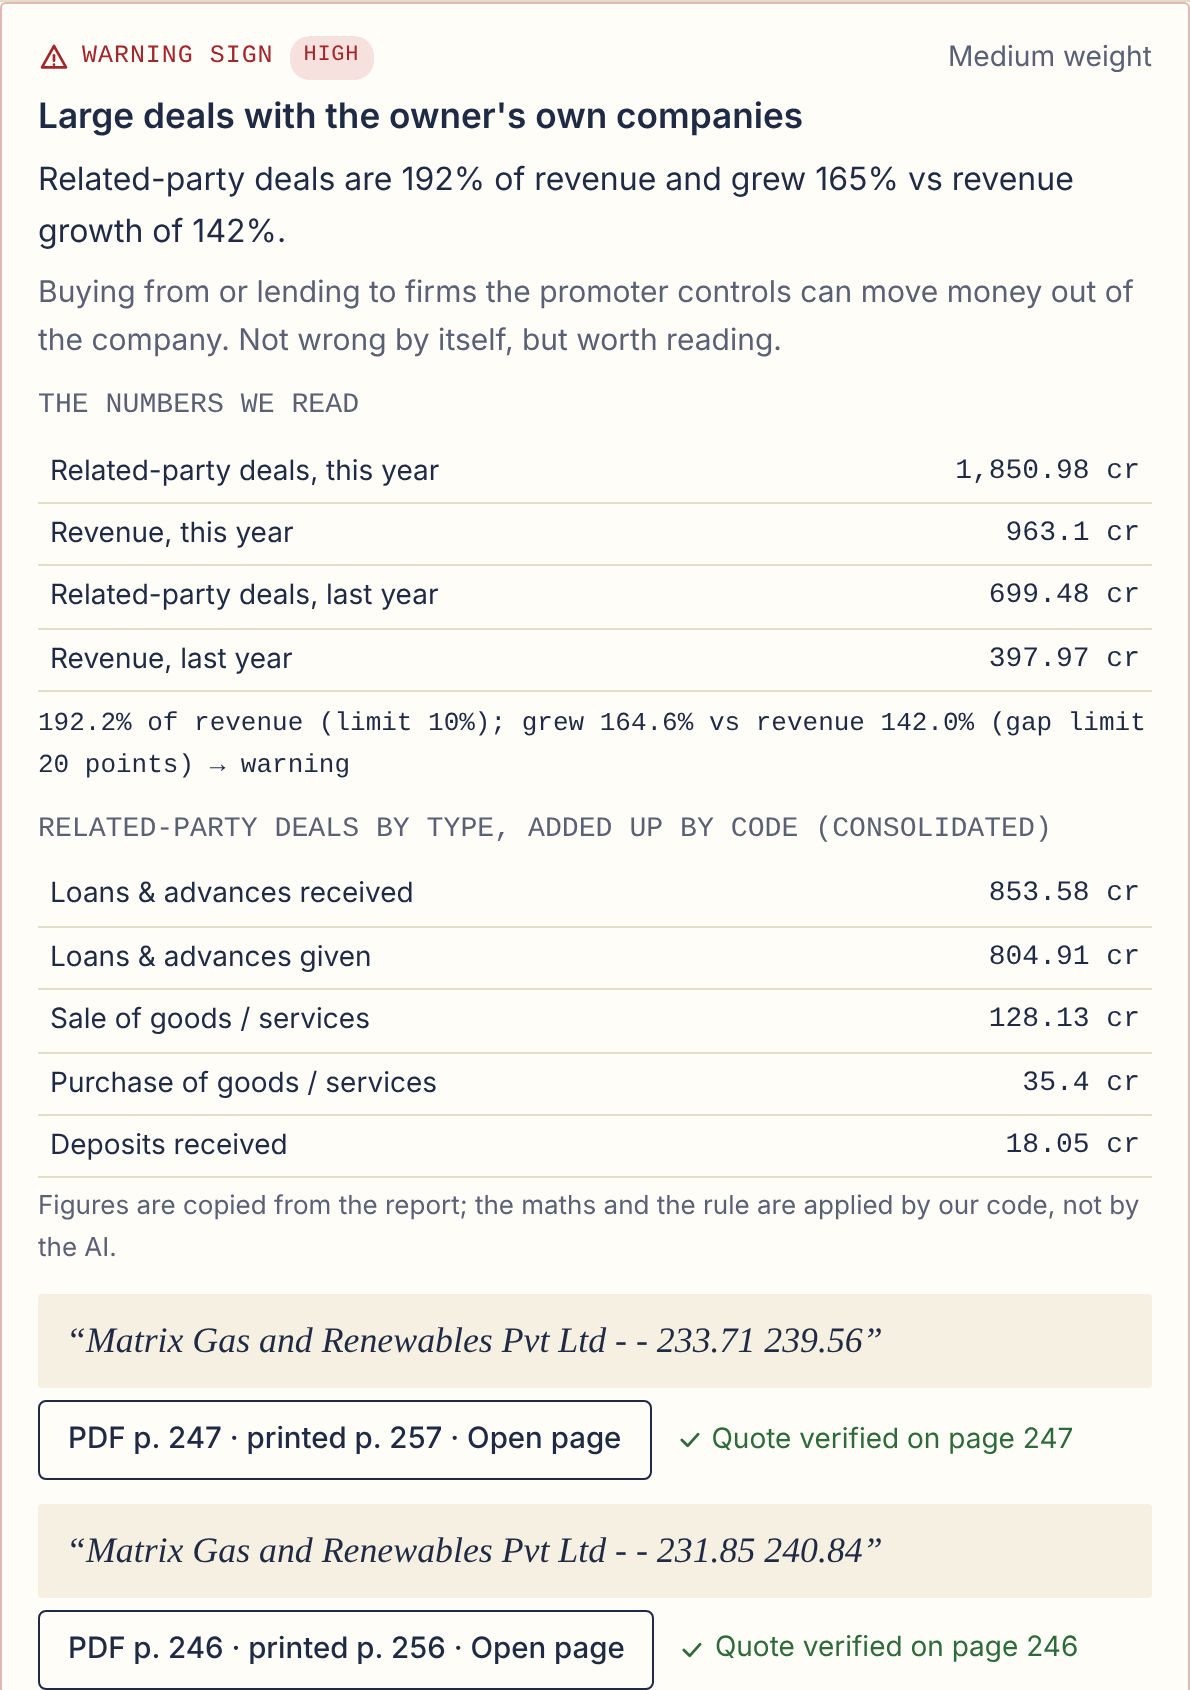 WARNING SIGN HIGH Medium weight
Large deals with the owner's own companies
Related-party deals are 192% of revenue and grew 165% vs revenue
growth of 142%.
Buying from or lending to firms the promoter controls can move money out of
the company. Not wrong by itself, but worth reading.
THE NUMBERS WE READ
Related-party deals, this year 1,850.98 cr
Revenue, this year 963.1 cr
Related-party deals, last year 699.48 cr
Revenue, last year 397.97 cr
192.2% of revenue (limit 10%); grew 164.6% vs revenue 142.0% (gap limit
20 points) → warning
RELATED-PARTY DEALS BY TYPE, ADDED UP BY CODE (CONSOLIDATED)
Loans & advances received 853.58 cr
Loans & advances given 804.91 cr
Sale of goods / services 128.13 cr
Purchase of goods / services 35.4 cr
Deposits received 18.05 cr
Figures are copied from the report; the maths and the rule are applied by our code, not by
the AI.
“Matrix Gas and Renewables Pvt Ltd - - 233.71 239.56”
PDF p. 247 · printed p. 257 · Open page ✓ Quote verified on page 247
“Matrix Gas and Renewables Pvt Ltd - - 231.85 240.84”
PDF p. 246 · printed p. 256 · Open page ✓ Quote verified on page 246